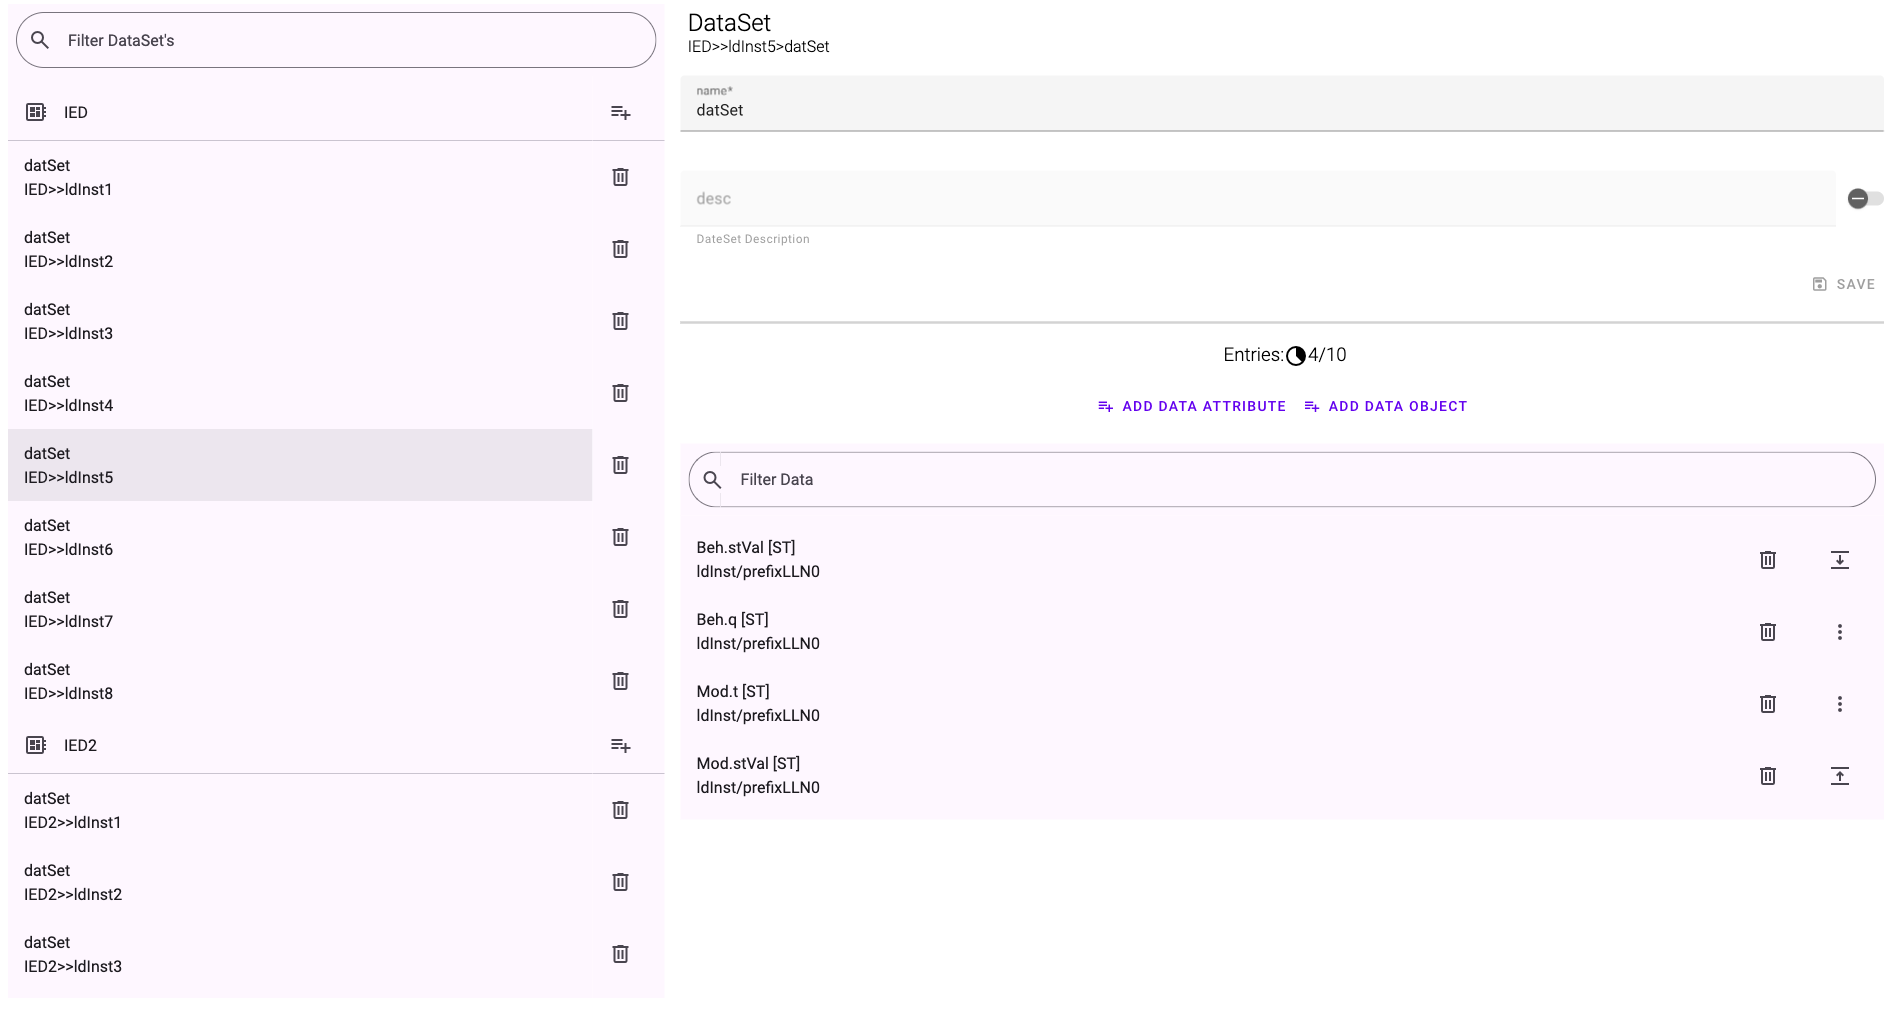 Filter DataSet's
IED
datSet
IED>>ldInst1
datSet
IED>>ldInst2
datSet
IED>>ldInst3
datSet
IED>>ldInst4
datSet
IED>>ldInst5
datSet
IED>>ldInst6
datSet
IED>>ldInst7
datSet
IED>>ldInst8
IED2
datSet
IED2>>ldInst1
datSet
IED2>>ldInst2
datSet
IED2>>ldInst3
DataSet
IED>>ldInst5>datSet
name*
datSet
desc
DateSet Description
SAVE
Entries: 4/10
ADD DATA ATTRIBUTE ADD DATA OBJECT
Filter Data
Beh.stVal [ST]
ldInst/prefixLLN0
Beh.q [ST]
ldInst/prefixLLN0
Mod.t [ST]
ldInst/prefixLLN0
Mod.stVal [ST]
ldInst/prefixLLN0